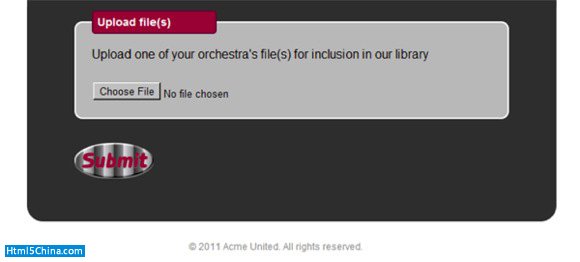 Upload file(s)
Upload one of your orchestra's file(s) for inclusion in our library
Choose File No file chosen
Submit
© 2011 Acme United. All rights reserved.
Html5China.com